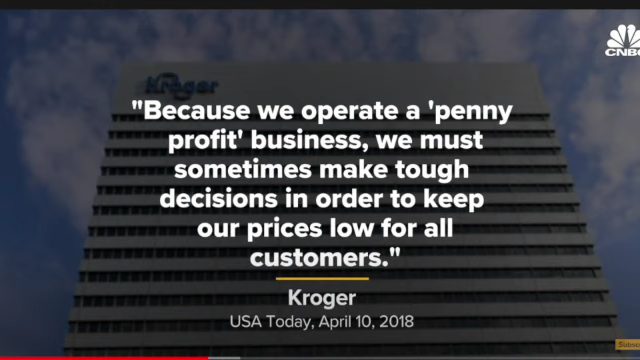 CNBC
Kroger
"Because we operate a 'penny
profit' business, we must
sometimes make tough
decisions in order to keep
our prices low for all
customers."
Kroger
USA Today, April 10, 2018